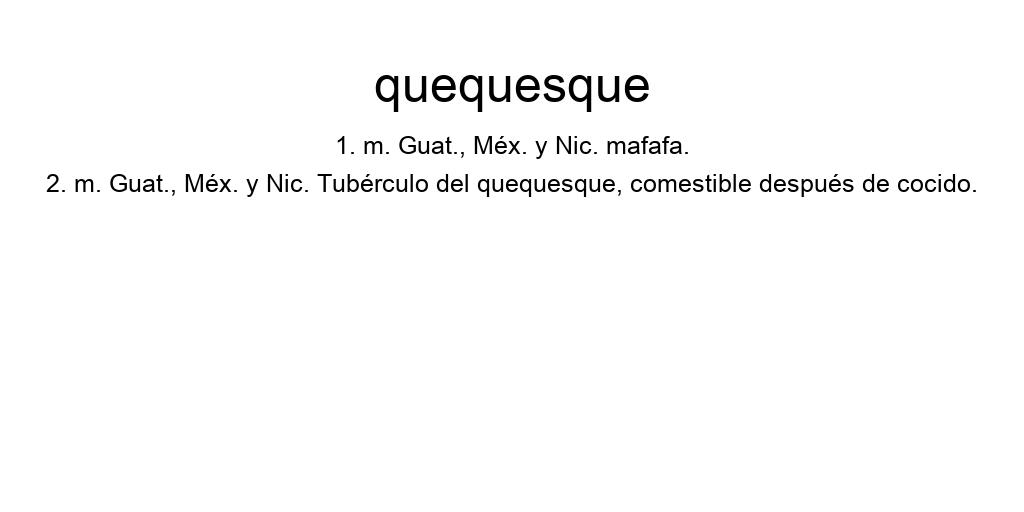 quequesque
1. m. Guat., Méx. y Nic. mafafa.
2. m. Guat., Méx. y Nic. Tubérculo del quequesque, comestible después de cocido.